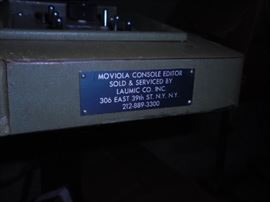 MOVIOLA CONSOLE EDITOR
SOLD & SERVICED BY
LAUMIC CO. INC
306 EAST 39th ST. N.Y. N.Y.
212-889-3300